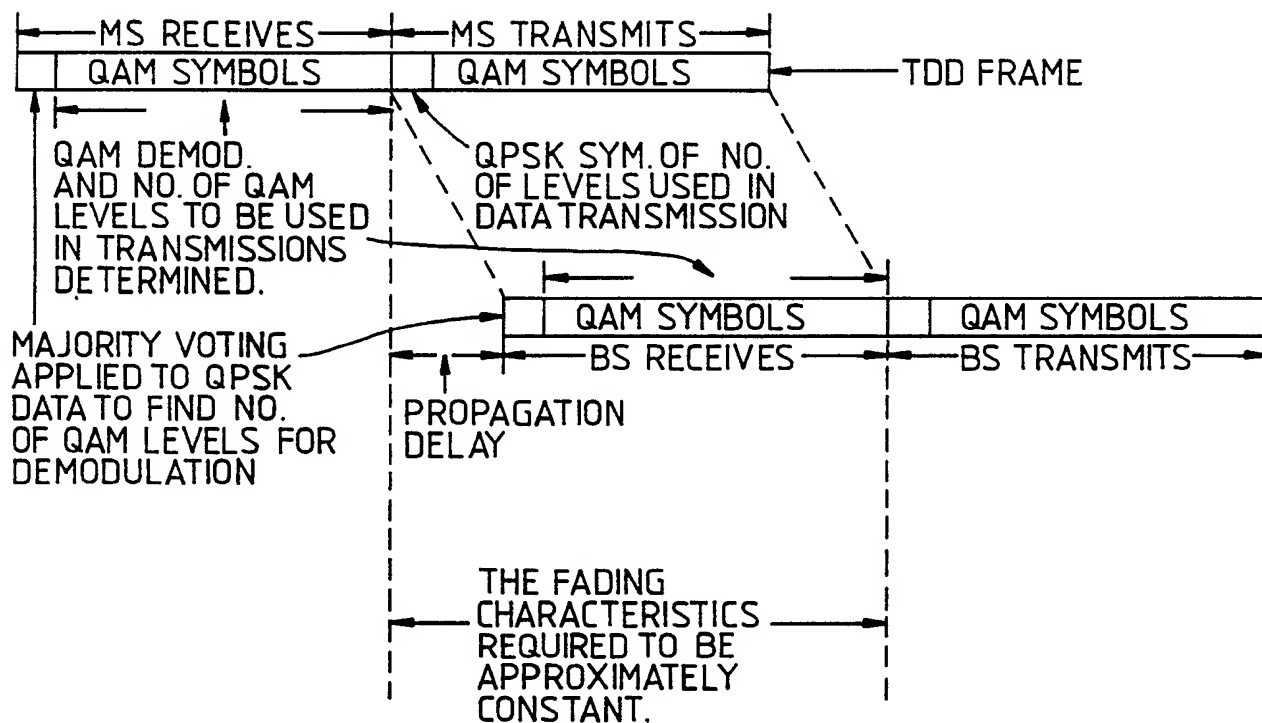 MS RECEIVES
MS TRANSMITS
QAM SYMBOLS
QAM SYMBOLS
TDD FRAME
QAM DEMOD.
AND NO. OF QAM
LEVELS TO BE USED
IN TRANSMISSIONS
DETERMINED.
QPSK SYM. OF NO.
OF LEVELS USED IN
DATA TRANSMISSION
QAM SYMBOLS
QAM SYMBOLS
BS RECEIVES
BS TRANSMITS
MAJORITY VOTING
APPLIED TO QPSK
DATA TO FIND NO.
OF QAM LEVELS FOR
DEMODULATION
PROPAGATION
DELAY
THE FADING
CHARACTERISTICS
REQUIRED TO BE
APPROXIMATELY
CONSTANT.